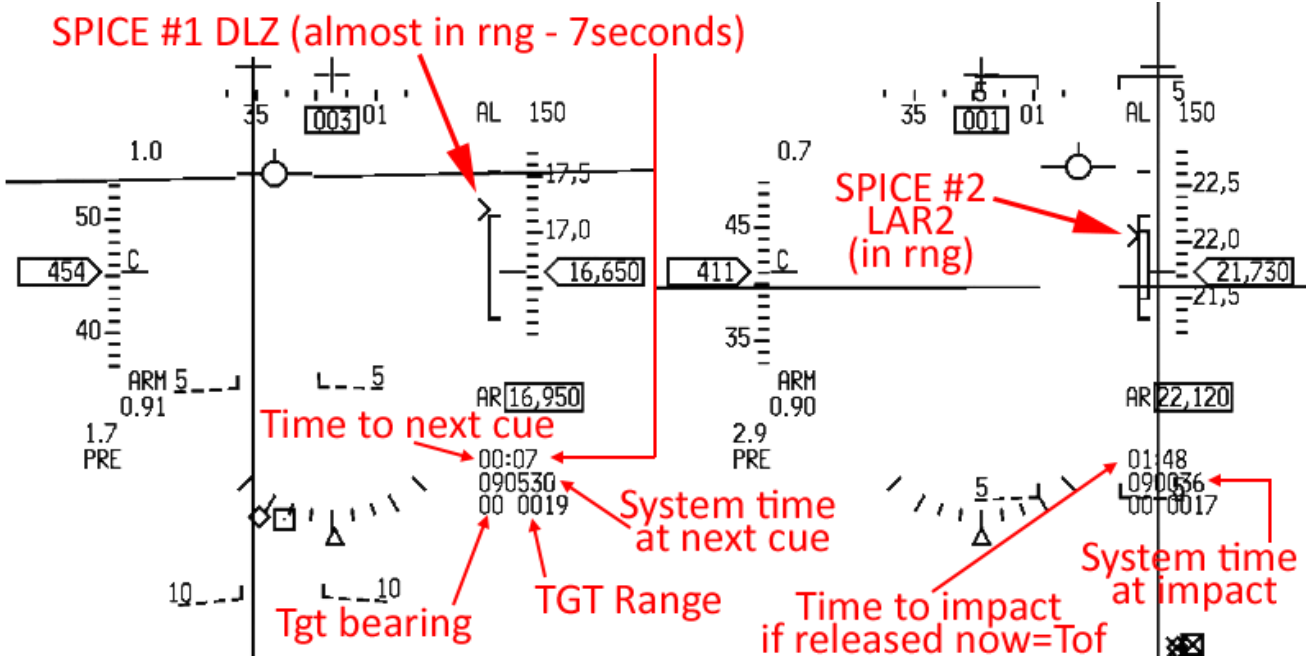 SPICE #1 DLZ (almost in rng - 7seconds)
35 003 01 AL 150
1.0
17,5
50
17,0
454 C 16,650
40
ARM 5 5
0.91
AR 16,950
1.7
PRE
Time to next cue
00:07
090530
00 0019
System time
at next cue
10 10
Tgt bearing
TGT Range
5 5
35 001 01 AL 150
0.7
SPICE #2
LAR2
(in rng)
22,5
45
22,0
411 C 21,730
21,5
35
ARM
0.90
AR 22,120
2.9
PRE
01:48
090036
00 0017
5 5
System time
at impact
Time to impact
if released now=Tof